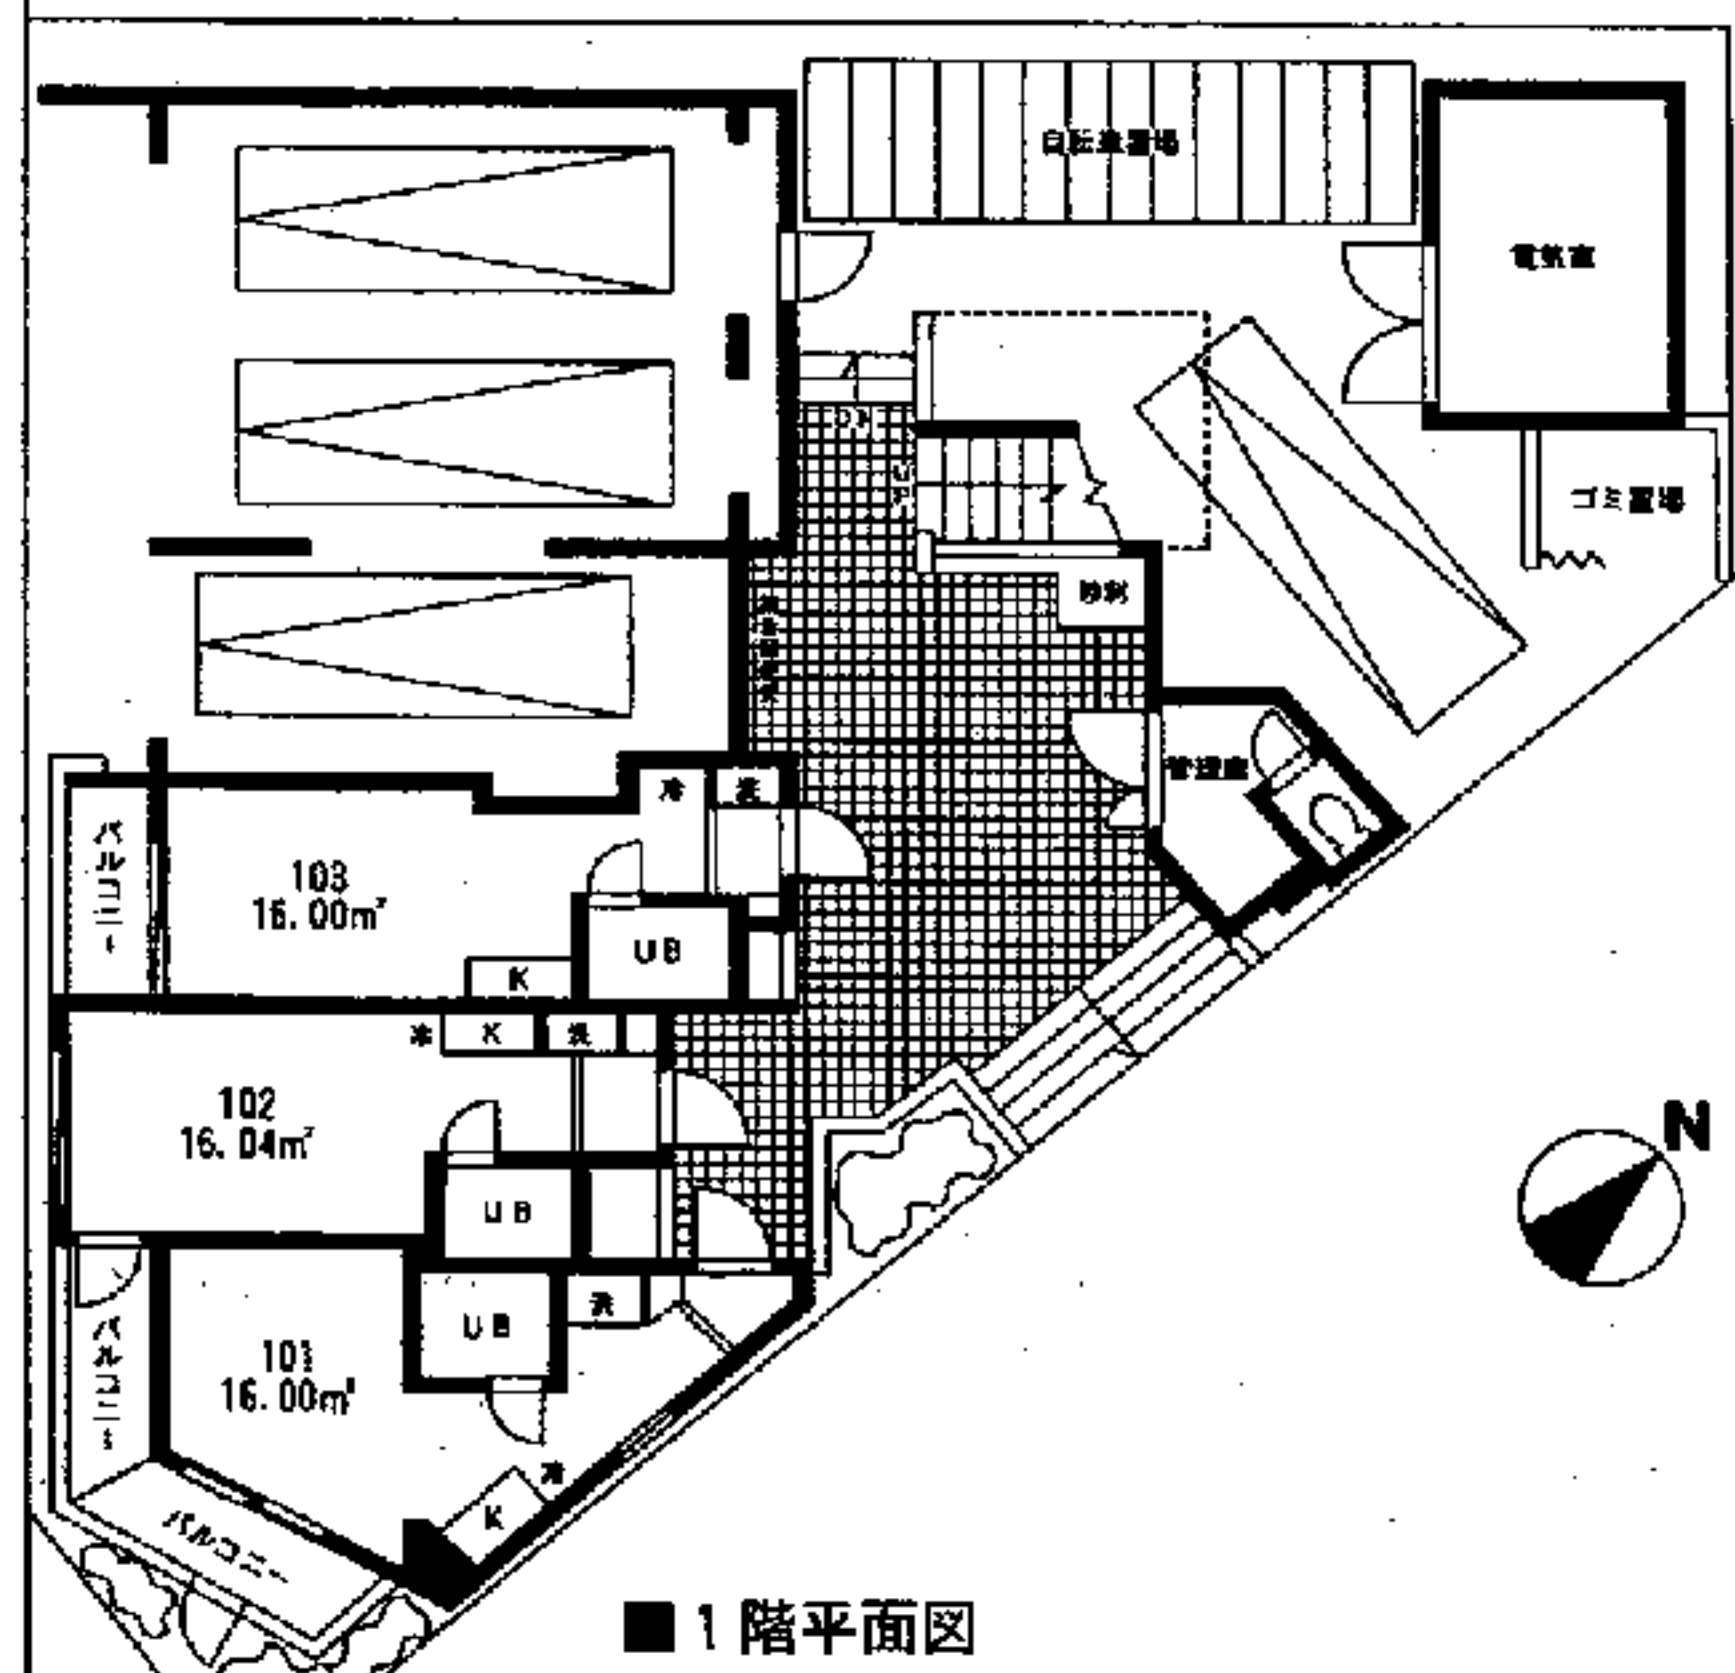 自転車置場
電気室
ゴミ置場
管理室
冷
洗
バルコニー
103
16.00m²
UB
K
冷
K
洗
102
16.04m²
UB
UB
洗
バルコニー
101
16.00m²
冷
K
バルコニー
N
■1階平面図